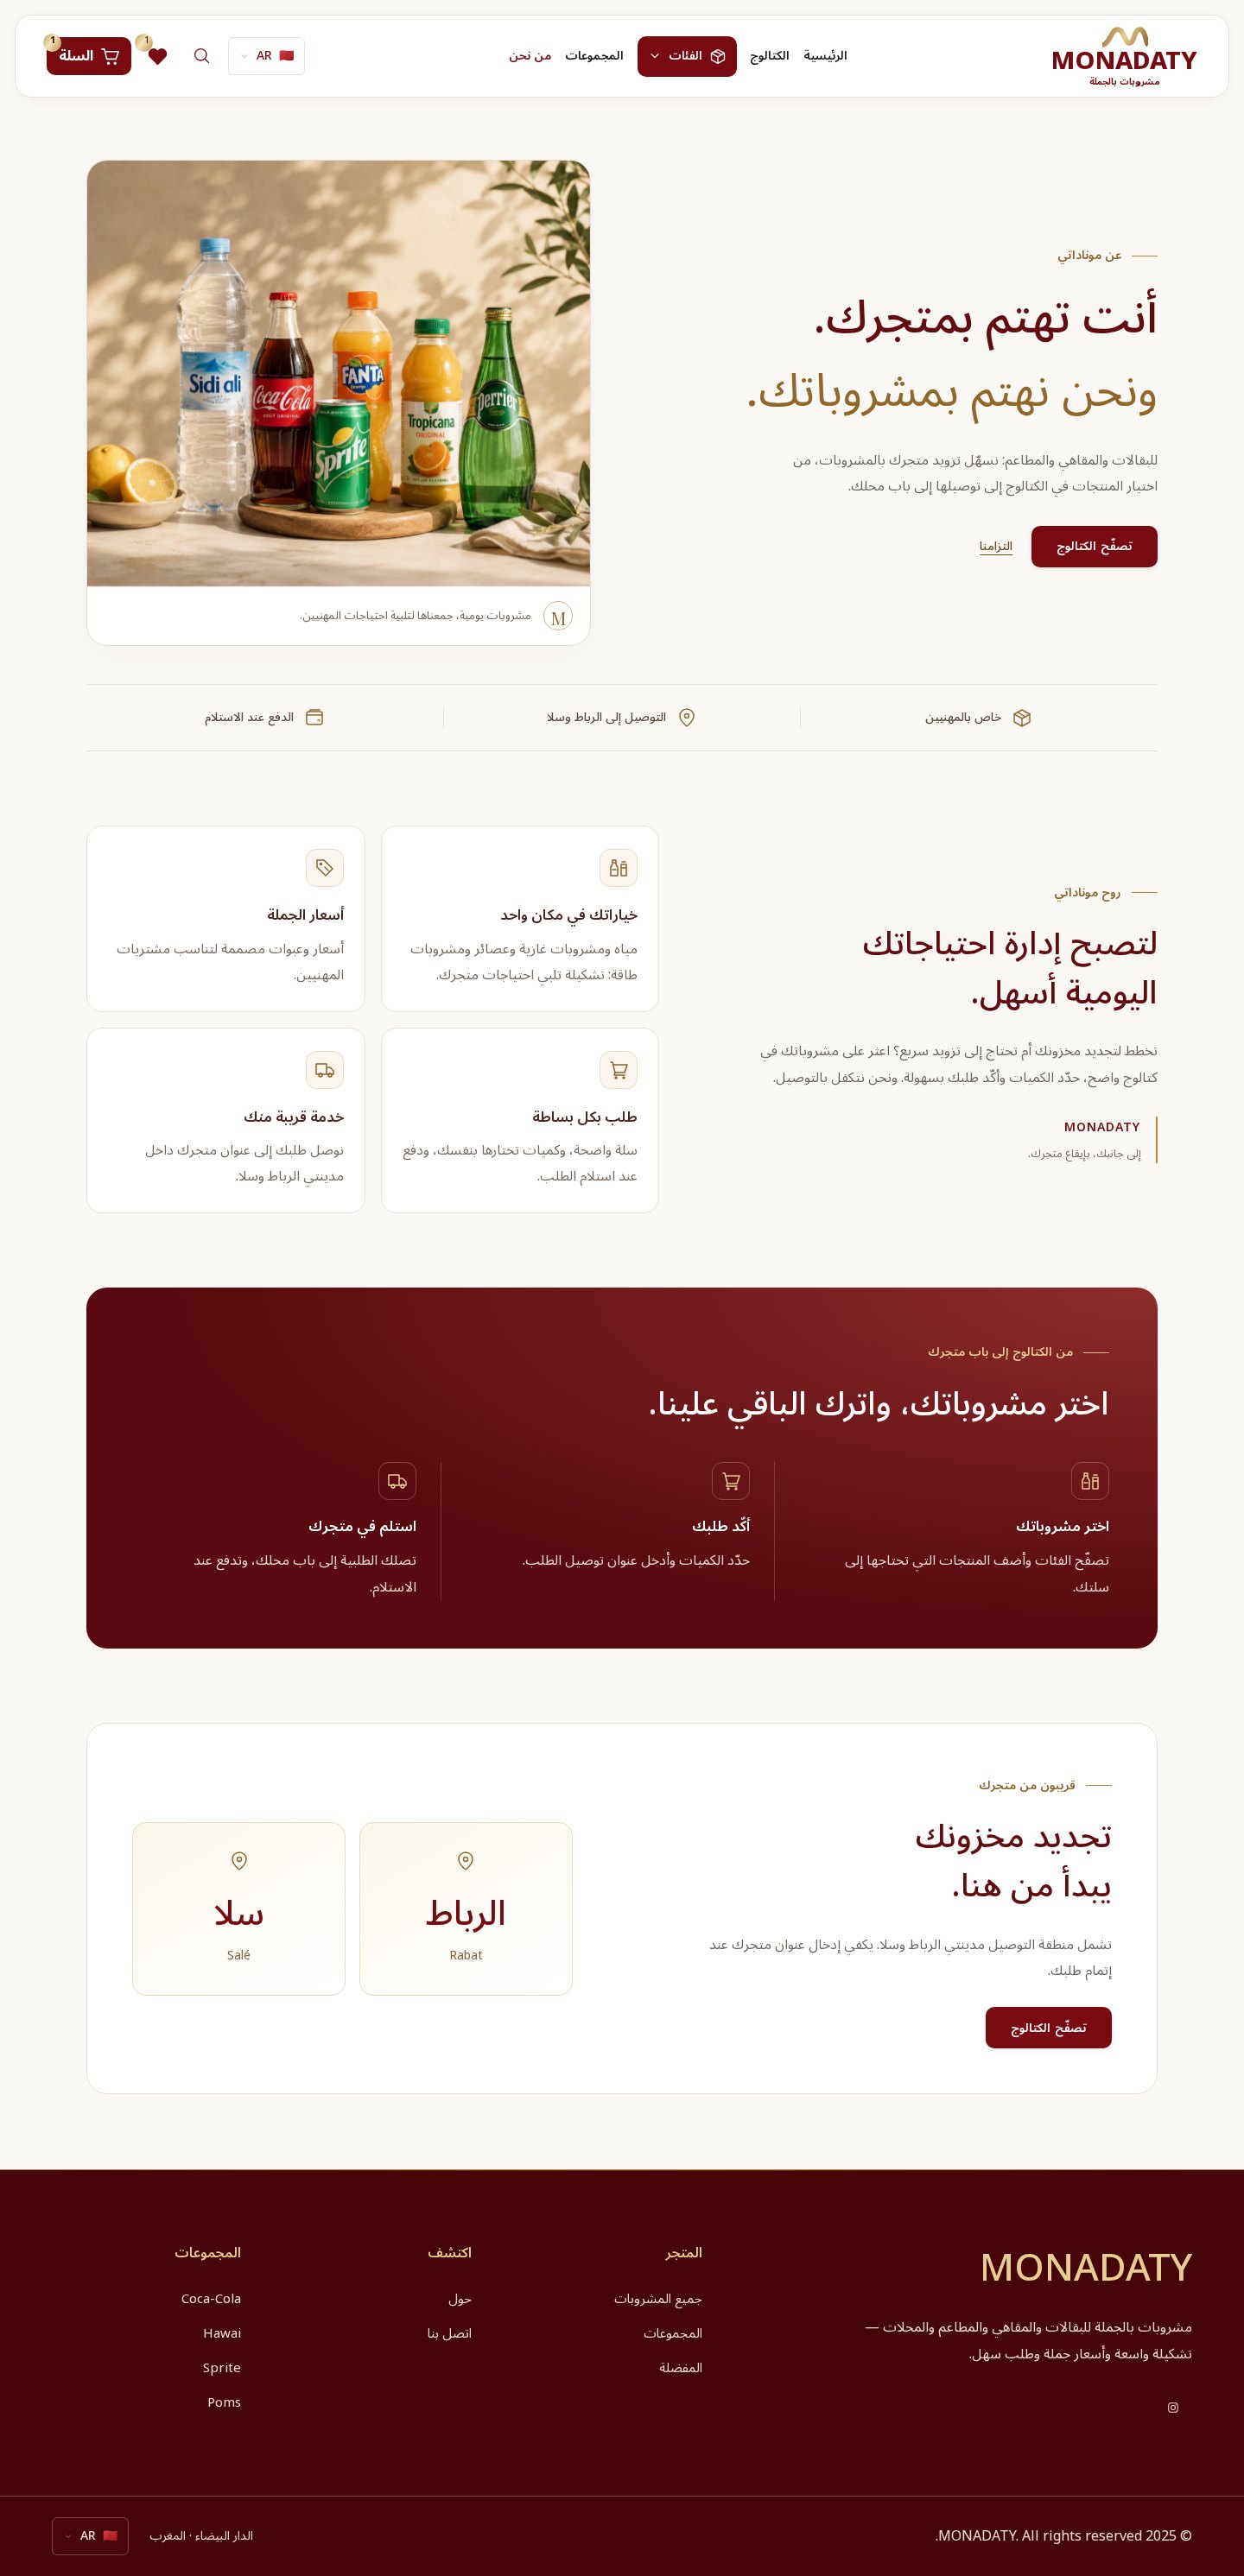 MONADATY
مشروبات بالجملة
الرئيسية
الكتالوج
الفئات
المجموعات
من نحن
AR
1
السلة
1
عن موناداتي
أنت تهتم بمتجرك.
ونحن نهتم بمشروباتك.
للبقالات والمقاهي والمطاعم: نسهّل تزويد متجرك بالمشروبات، من
اختيار المنتجات في الكتالوج إلى توصيلها إلى باب محلك.
تصفّح الكتالوج
التزامنا
Sidi ali
Coca-Cola
GOÛT ORIGINAL
FANTA
Orange
Sprite
Tropicana
ORIGINAL
perrier
M
مشروبات يومية، جمعناها لتلبية احتياجات المهنيين.
خاص بالمهنيين
التوصيل إلى الرباط وسلا
الدفع عند الاستلام
روح موناداتي
لتصبح إدارة احتياجاتك
اليومية أسهل.
تخطط لتجديد مخزونك أم تحتاج إلى تزويد سريع؟ اعثر على مشروباتك في
كتالوج واضح، حدّد الكميات وأكّد طلبك بسهولة. ونحن نتكفل بالتوصيل.
MONADATY
إلى جانبك، بإيقاع متجرك.
خياراتك في مكان واحد
مياه ومشروبات غازية وعصائر ومشروبات
طاقة: تشكيلة تلبي احتياجات متجرك.
أسعار الجملة
أسعار وعبوات مصممة لتناسب مشتريات
المهنيين.
طلب بكل بساطة
سلة واضحة، وكميات تختارها بنفسك، ودفع
عند استلام الطلب.
خدمة قريبة منك
نوصل طلبك إلى عنوان متجرك داخل
مدينتي الرباط وسلا.
من الكتالوج إلى باب متجرك
اختر مشروباتك، واترك الباقي علينا.
اختر مشروباتك
تصفّح الفئات وأضف المنتجات التي تحتاجها إلى
سلتك.
أكّد طلبك
حدّد الكميات وأدخل عنوان توصيل الطلب.
استلم في متجرك
تصلك الطلبية إلى باب محلك، وتدفع عند
الاستلام.
قريبون من متجرك
تجديد مخزونك
يبدأ من هنا.
تشمل منطقة التوصيل مدينتي الرباط وسلا. يكفي إدخال عنوان متجرك عند
إتمام طلبك.
تصفّح الكتالوج
الرباط
Rabat
سلا
Salé
MONADATY
مشروبات بالجملة للبقالات والمقاهي والمطاعم والمحلات —
تشكيلة واسعة وأسعار جملة وطلب سهل.
المتجر
جميع المشروبات
المجموعات
المفضلة
اكتشف
حول
اتصل بنا
المجموعات
Coca-Cola
Hawai
Sprite
Poms
© 2025 MONADATY. All rights reserved.
الدار البيضاء · المغرب
AR